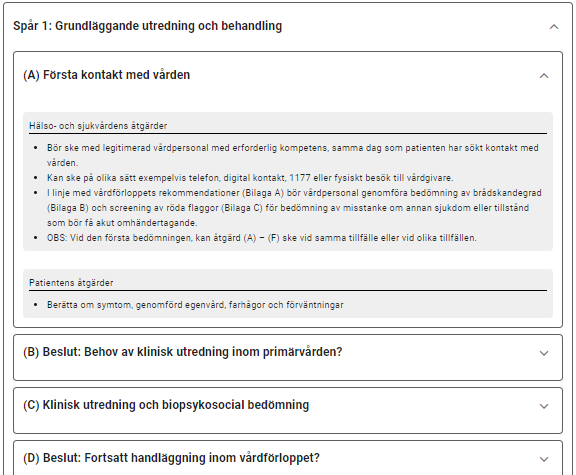 Spår 1: Grundläggande utredning och behandling
(A) Första kontakt med vården
Hälso- och sjukvårdens åtgärder
• Bör ske med legitimerad vårdpersonal med erforderlig kompetens, samma dag som patienten har sökt kontakt med
vården.
• Kan ske på olika sätt exempelvis telefon, digital kontakt, 1177 eller fysiskt besök till vårdgivare.
• I linje med vårdförloppets rekommendationer (Bilaga A) bör vårdpersonal genomföra bedömning av brådskandegrad
(Bilaga B) och screening av röda flaggor (Bilaga C) för bedömning av misstanke om annan sjukdom eller tillstånd
som bör få akut omhändertagande.
• OBS: Vid den första bedömningen, kan åtgärd (A) – (F) ske vid samma tillfälle eller vid olika tillfällen.
Patientens åtgärder
• Berätta om symtom, genomförd egenvård, farhågor och förväntningar
(B) Beslut: Behov av klinisk utredning inom primärvården?
(C) Klinisk utredning och biopsykosocial bedömning
(D) Beslut: Fortsatt handläggning inom vårdförloppet?